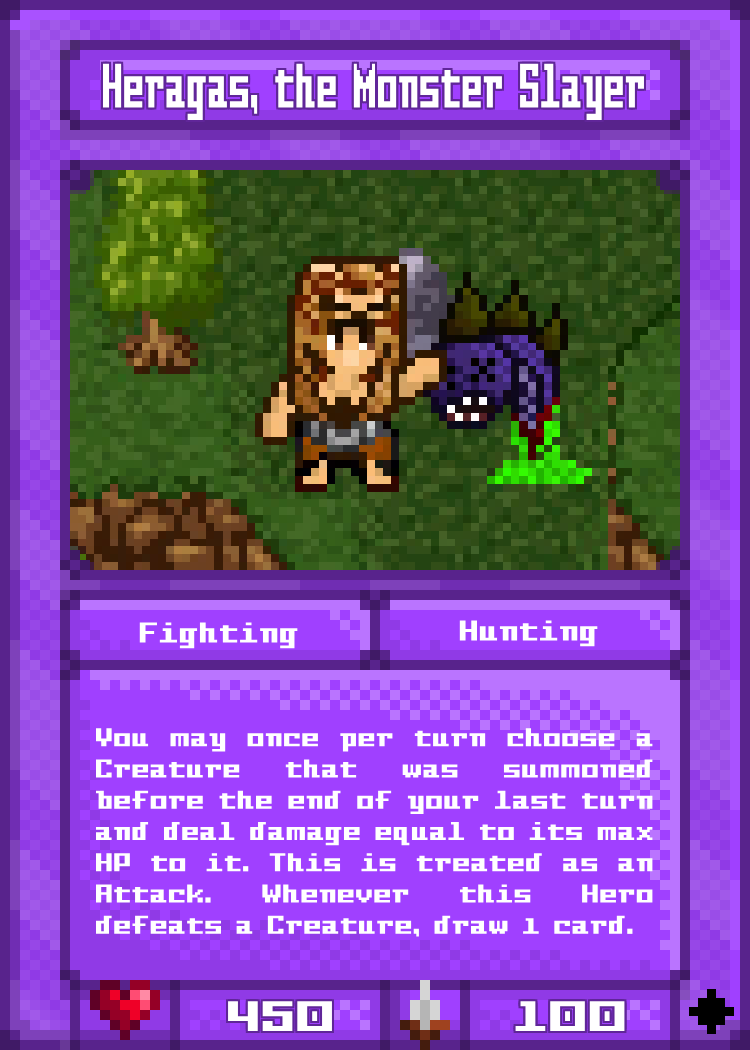 Heragas, the Monster Slayer
Fighting
Hunting
You may once per turn choose a
Creature that was summoned
before the end of your last turn
and deal damage equal to its max
HP to it. This is treated as an
Attack. Whenever this Hero
defeats a Creature, draw 1 card.
450
100